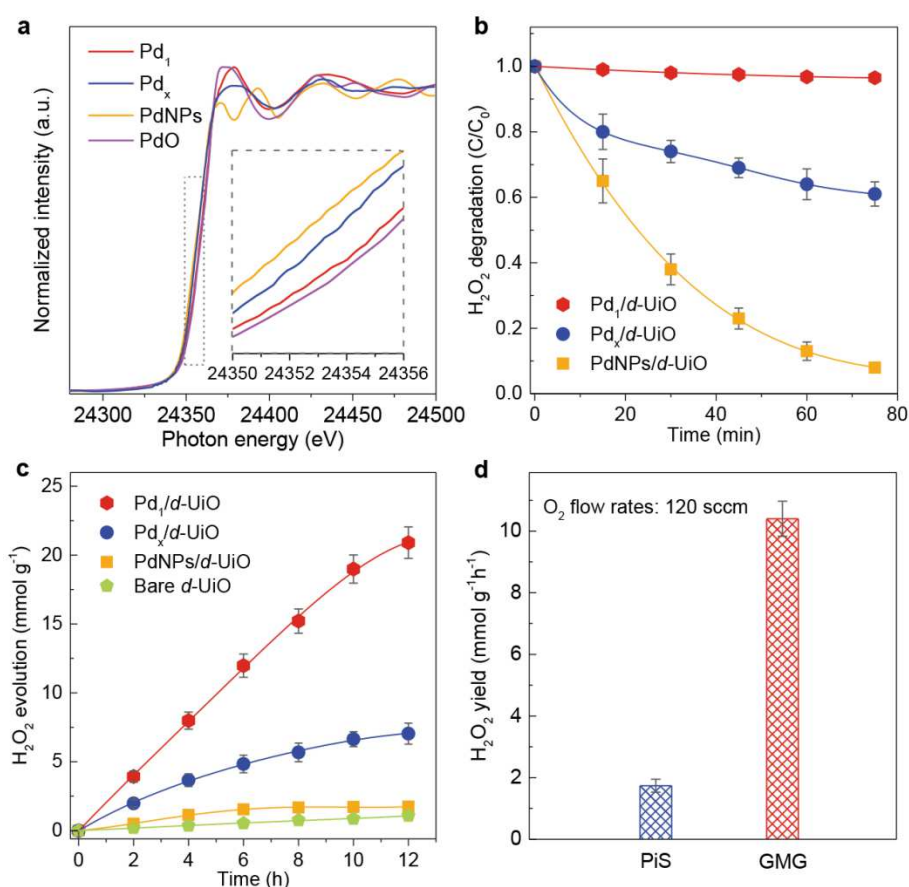 a
Pd₁
Pdₓ
PdNPs
PdO
Normalized intensity (a.u.)
24350 24352 24354 24356
24350 24400 24450 24500
Photon energy (eV)
b
1.0
0.8
0.6
0.4
0.2
0.0
H₂O₂ degradation (C/C₀)
Pd₁/d-UiO
Pdₓ/d-UiO
PdNPs/d-UiO
0 20 40 60 80
Time (min)
c
25
20
15
10
5
0
H₂O₂ evolution (mmol g⁻¹)
Pd₁/d-UiO
Pdₓ/d-UiO
PdNPs/d-UiO
Bare d-UiO
0 2 4 6 8 10 12
Time (h)
d
O₂ flow rates: 120 sccm
10
8
6
4
2
0
H₂O₂ yield (mmol g⁻¹h⁻¹)
PiS GMG